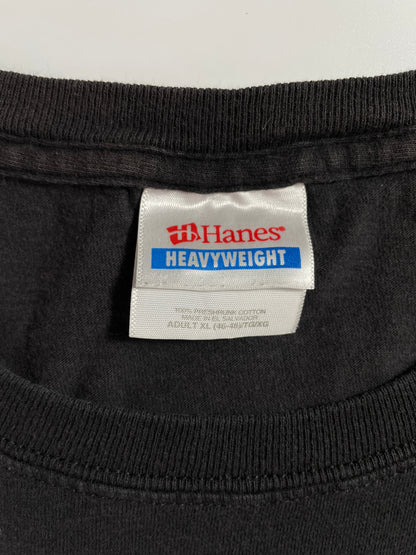 Hanes®
HEAVYWEIGHT
100% PRESHRUNK COTTON
MADE IN EL SALVADOR
ADULT XL (46-48)/TG/XG